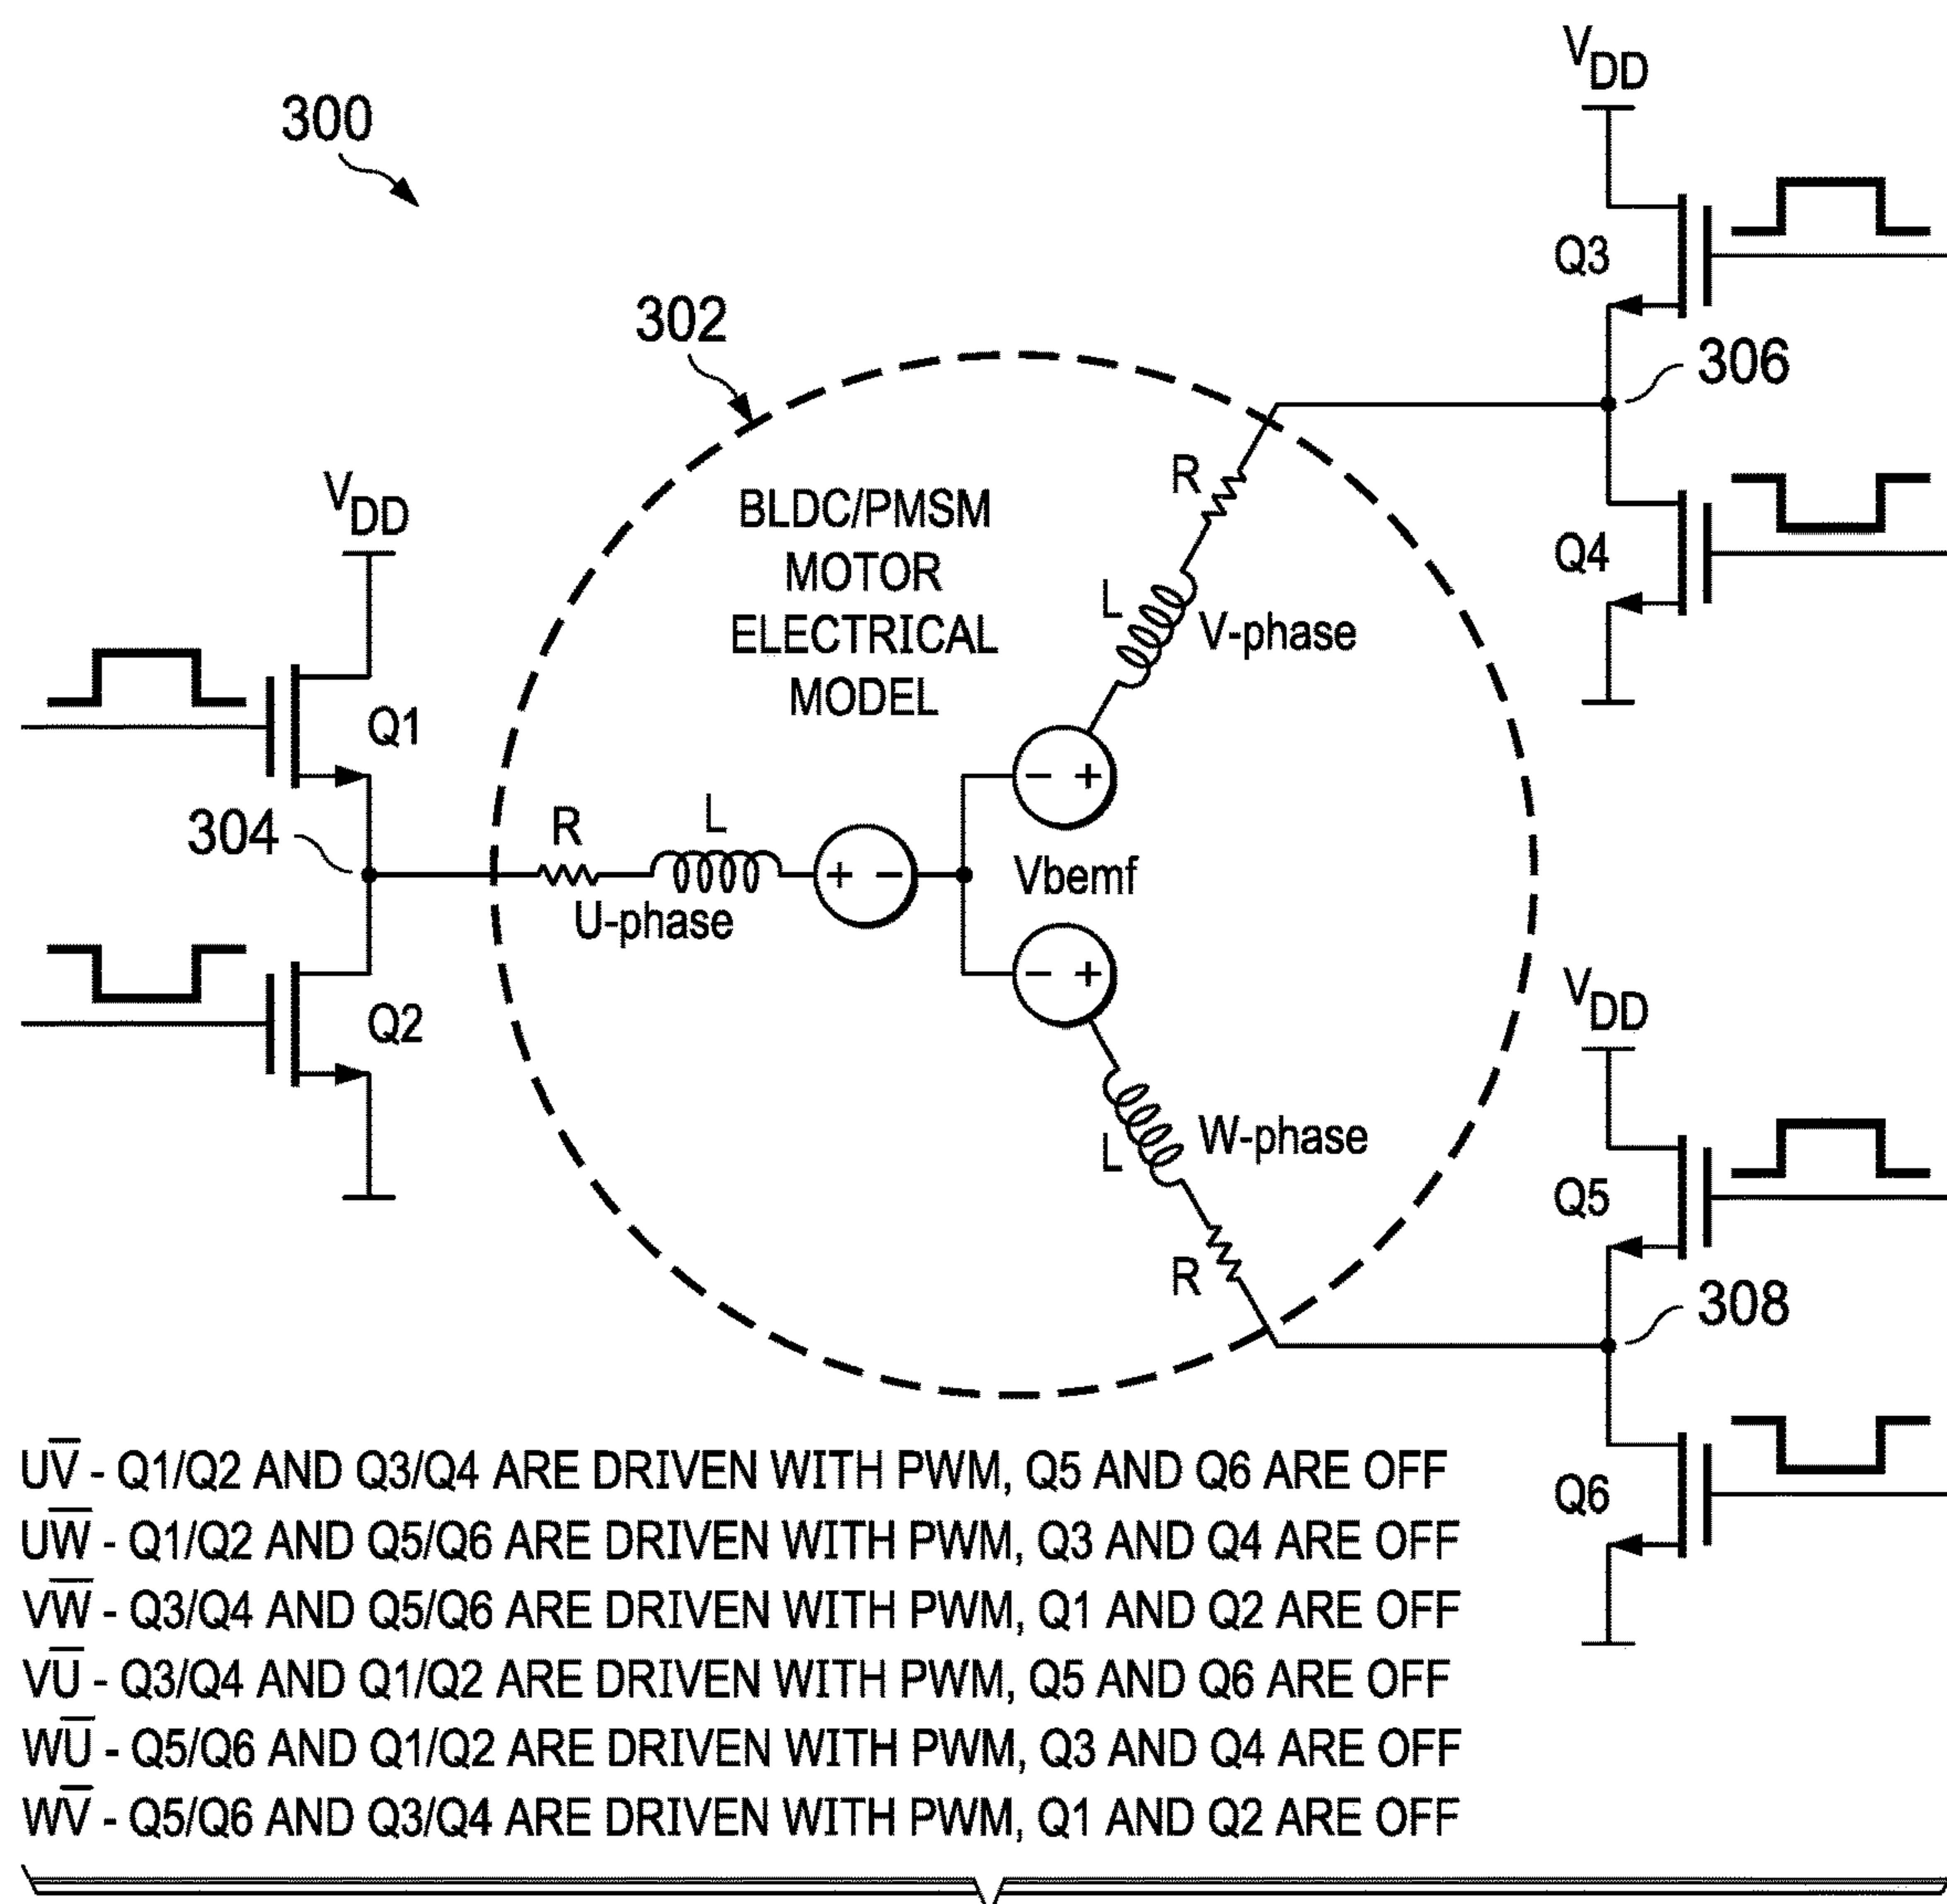 300
302
V_DD
Q3
306
Q4
V_DD
Q1
304
Q2
BLDC/PMSM
MOTOR
ELECTRICAL
MODEL
R
L
V-phase
R
L
U-phase
+ -
- +
Vbemf
- +
W-phase
L
R
V_DD
Q5
308
Q6
UV̅ - Q1/Q2 AND Q3/Q4 ARE DRIVEN WITH PWM, Q5 AND Q6 ARE OFF
UW̅ - Q1/Q2 AND Q5/Q6 ARE DRIVEN WITH PWM, Q3 AND Q4 ARE OFF
VW̅ - Q3/Q4 AND Q5/Q6 ARE DRIVEN WITH PWM, Q1 AND Q2 ARE OFF
VU̅ - Q3/Q4 AND Q1/Q2 ARE DRIVEN WITH PWM, Q5 AND Q6 ARE OFF
WU̅ - Q5/Q6 AND Q1/Q2 ARE DRIVEN WITH PWM, Q3 AND Q4 ARE OFF
WV̅ - Q5/Q6 AND Q3/Q4 ARE DRIVEN WITH PWM, Q1 AND Q2 ARE OFF